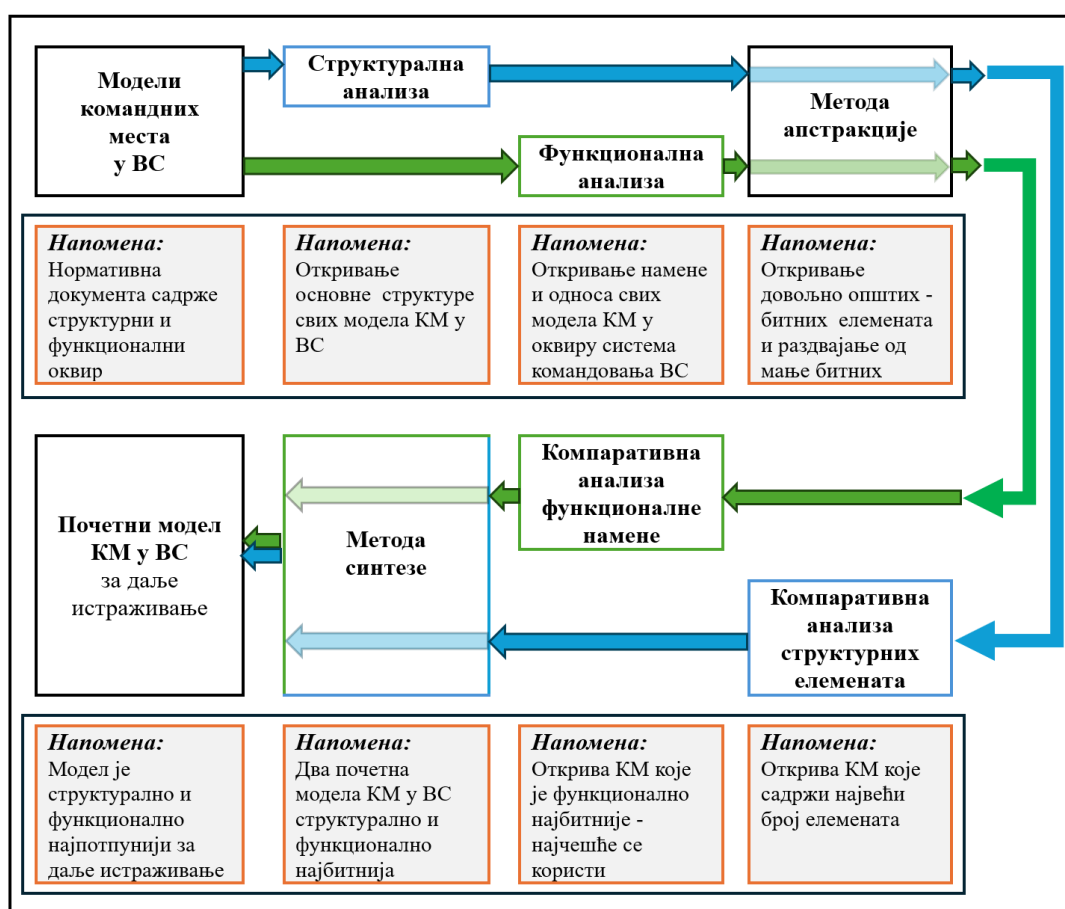 Модели
командних
места
у ВС
Структурална
анализа
Функционална
анализа
Метода
апстракције
Напомена:
Нормативна
документа садрже
структурни и
функционални
оквир
Напомена:
Откривање
основне структуре
свих модела КМ у
ВС
Напомена:
Откривање намене
и односа свих
модела КМ у
оквиру система
командовања ВС
Напомена:
Откривање
довољно општих -
битних елемената
и раздвајање од
мање битних
Почетни модел
КМ у ВС
за даље
истраживање
Метода
синтезе
Компаративна
анализа
функционалне
намене
Компаративна
анализа
структурних
елемената
Напомена:
Модел је
структурално и
функционално
најпотпунији за
даље истраживање
Напомена:
Два почетна
модела КМ у ВС
структурално и
функционално
најбитнија
Напомена:
Открива КМ које
је функционално
најбитније -
најчешће се
користи
Напомена:
Открива КМ које
садржи највећи
број елемената